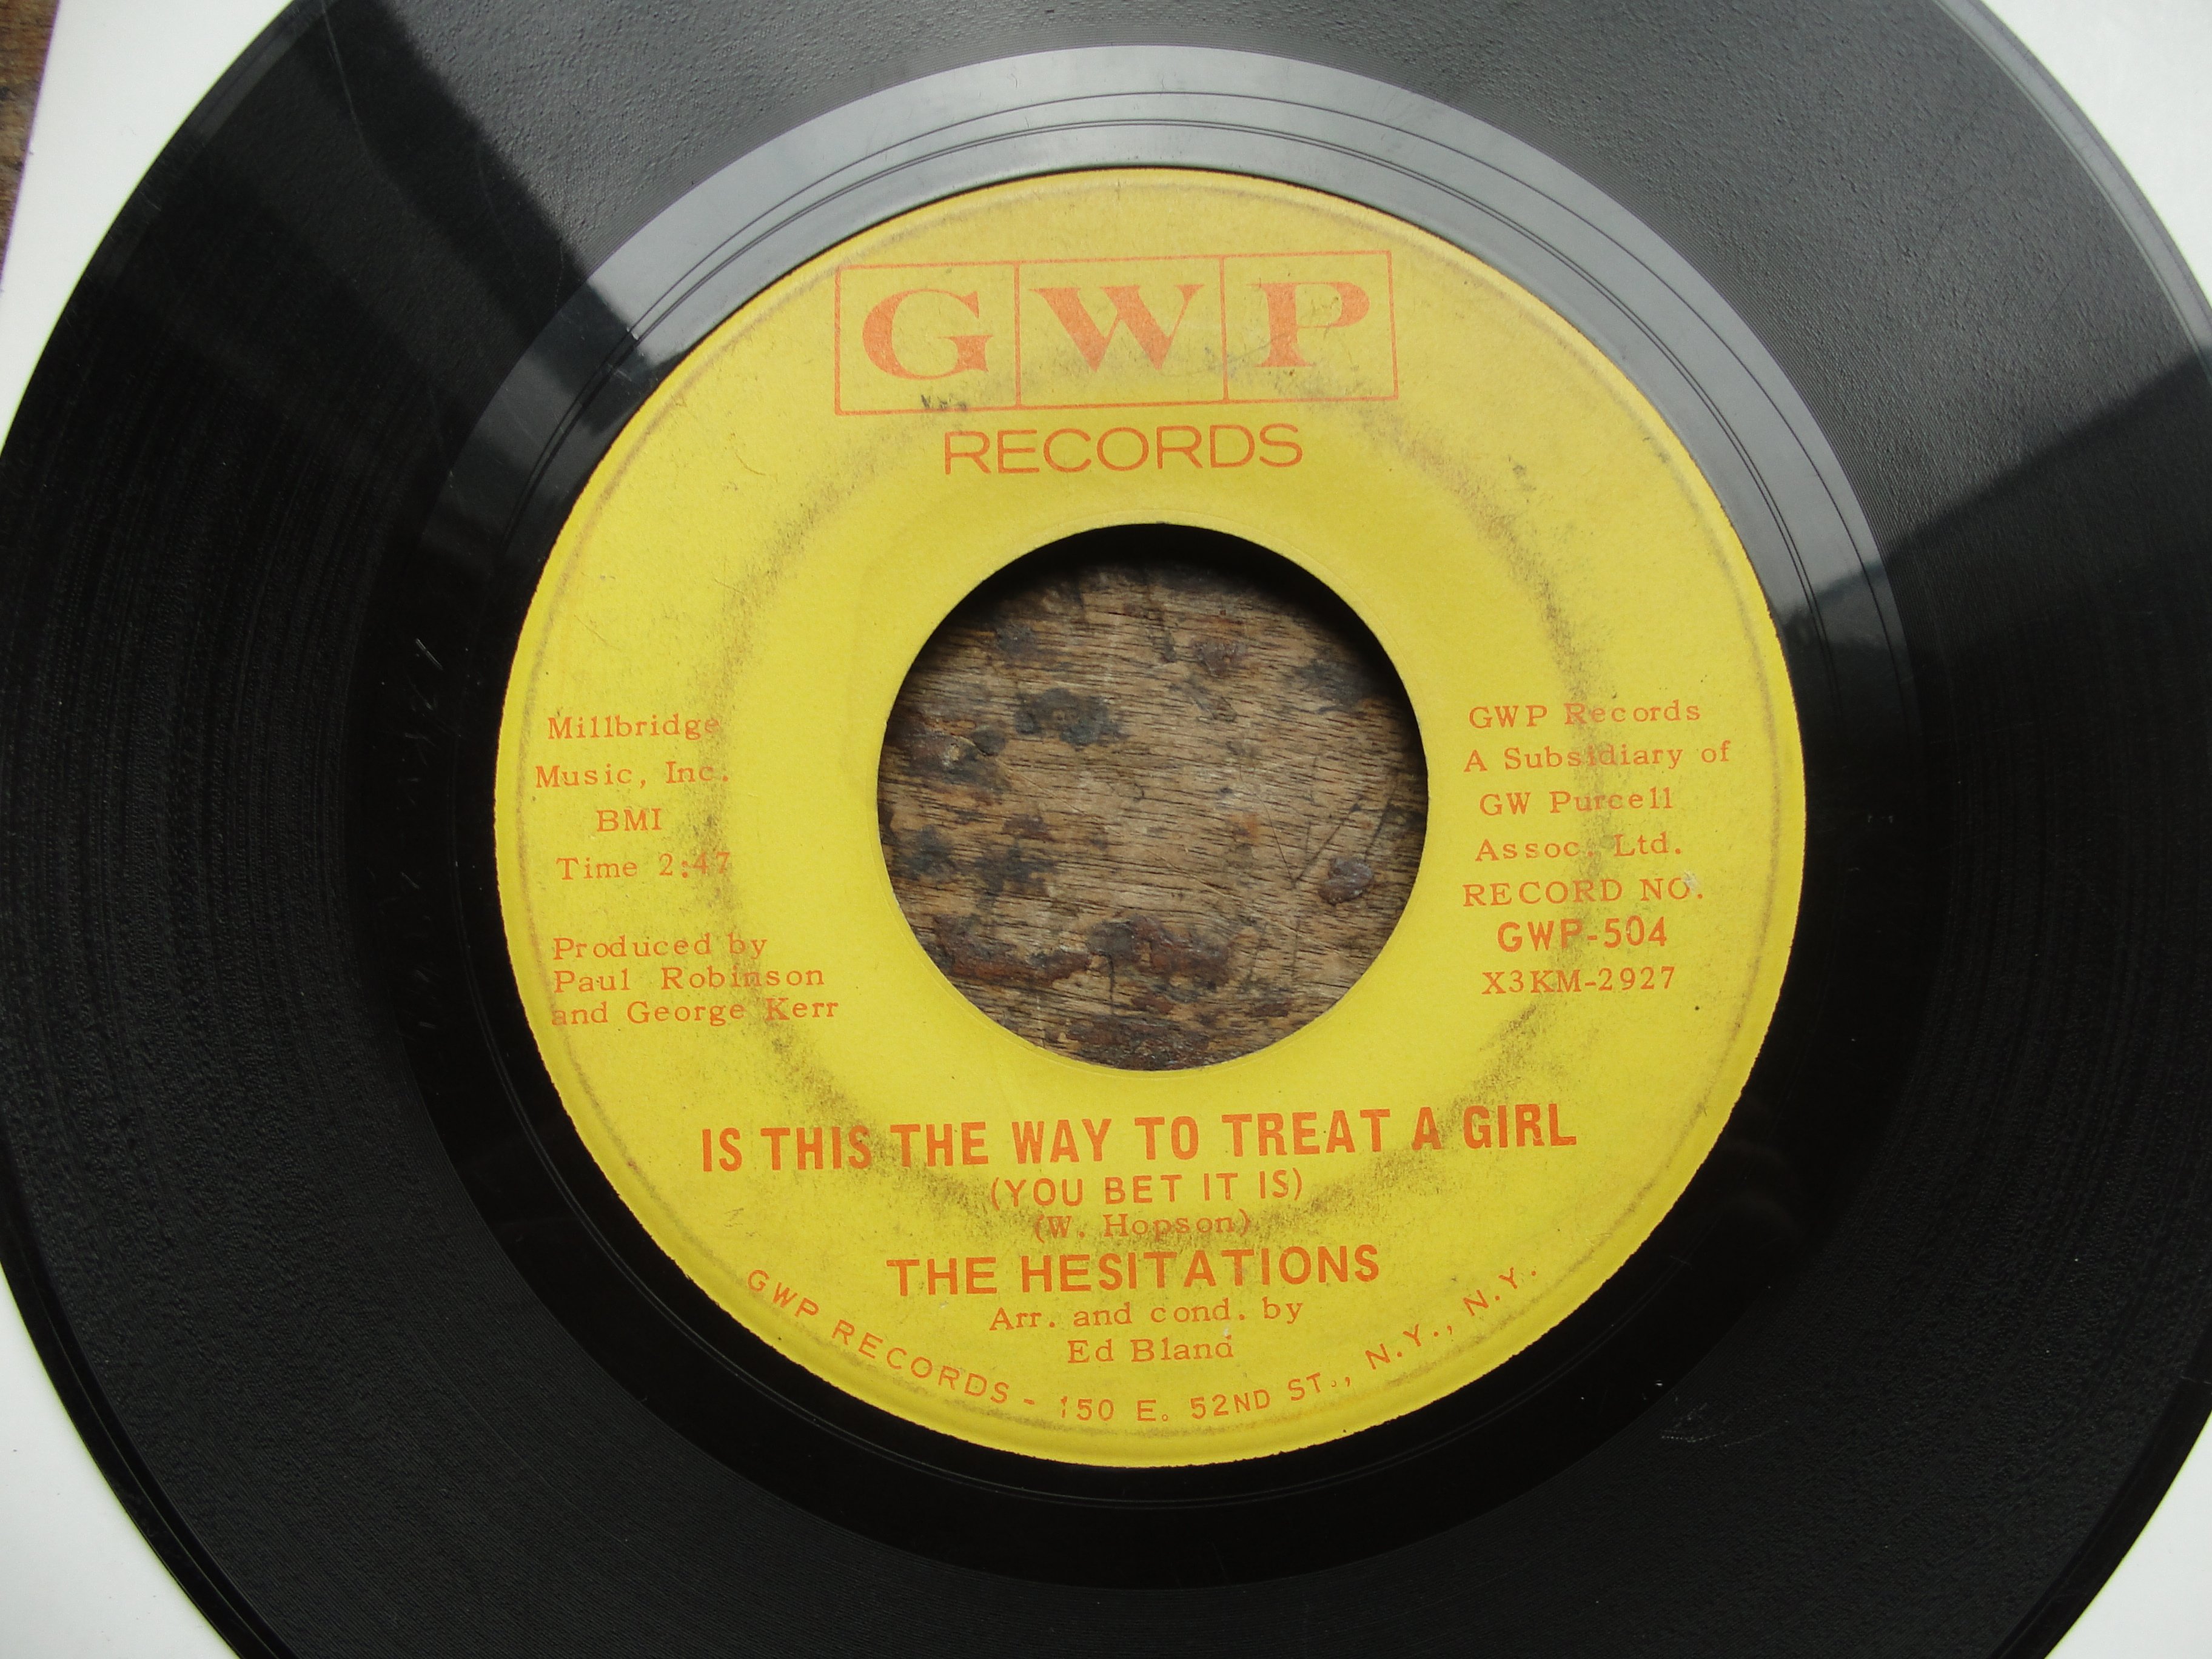 GWP
RECORDS
Millbridge
Music, Inc.
BMI
Time 2:47
Produced by
Paul Robinson
and George Kerr
GWP Records
A Subsidiary of
GW Purcell
Assoc. Ltd.
RECORD NO.
GWP-504
X3KM-2927
IS THIS THE WAY TO TREAT A GIRL
(YOU BET IT IS)
(W. Hopson)
THE HESITATIONS
Arr. and cond. by
Ed Bland
GWP RECORDS - 150 E. 52ND ST., N.Y., N.Y.